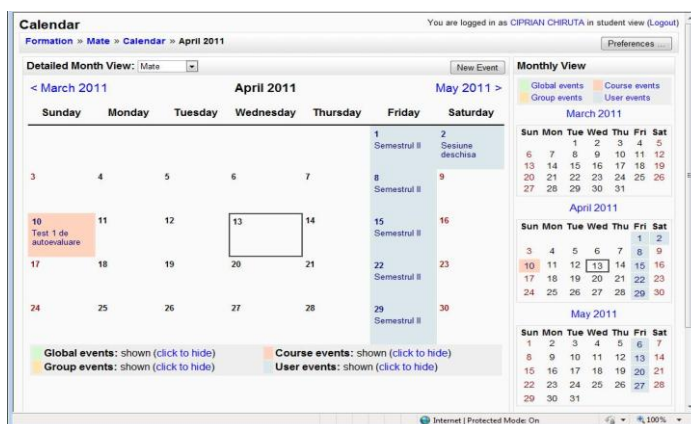 Calendar
You are logged in as CIPRIAN CHIRUTA in student view (Logout)
Formation » Mate » Calendar » April 2011
Preferences ...
Detailed Month View: Mate
New Event
< March 2011
April 2011
May 2011 >
Sunday Monday Tuesday Wednesday Thursday Friday Saturday
1 2
Semestrul II Sesiune
deschisa
3 4 5 6 7 8 9
Semestrul II
10 11 12 13 14 15 16
Test 1 de Semestrul II
autoevaluare
17 18 19 20 21 22 23
Semestrul II
24 25 26 27 28 29 30
Semestrul II
Global events: shown (click to hide) Course events: shown (click to hide)
Group events: shown (click to hide) User events: shown (click to hide)
Monthly View
Global events Course events
Group events User events
March 2011
Sun Mon Tue Wed Thu Fri Sat
1 2 3 4 5
6 7 8 9 10 11 12
13 14 15 16 17 18 19
20 21 22 23 24 25 26
27 28 29 30 31
April 2011
Sun Mon Tue Wed Thu Fri Sat
1 2
3 4 5 6 7 8 9
10 11 12 13 14 15 16
17 18 19 20 21 22 23
24 25 26 27 28 29 30
May 2011
Sun Mon Tue Wed Thu Fri Sat
1 2 3 4 5 6 7
8 9 10 11 12 13 14
15 16 17 18 19 20 21
22 23 24 25 26 27 28
29 30 31
Internet | Protected Mode: On
100%